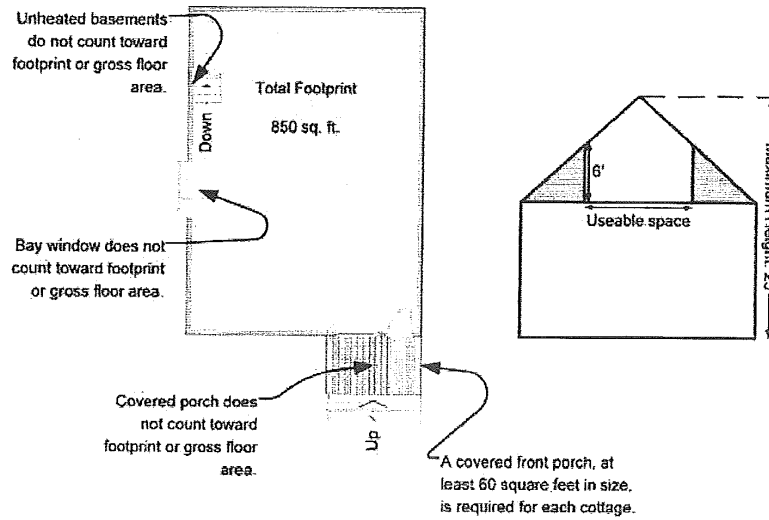 Unheated basements
do not count toward
footprint or gross floor
area.
Total Footprint
850 sq. ft.
Down
Bay window does not
count toward footprint
or gross floor area.
6'
Useable space
Covered porch does
not count toward
footprint or gross floor
area.
Up
A covered front porch, at
least 60 square feet in size,
is required for each cottage.